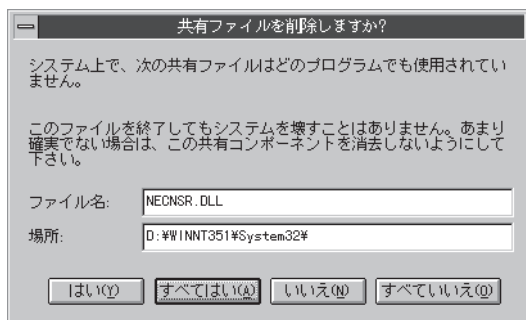 共有ファイルを削除しますか?
システム上で、次の共有ファイルはどのプログラムでも使用されてい
ません。
このファイルを終了してもシステムを壊すことはありません。あまり
確実でない場合は、この共有コンポーネントを消去しないようにして
下さい。
ファイル名: NECNSR.DLL
場所: D:¥WINNT351¥System32¥
はい(Y) すべてはい(A) いいえ(N) すべていいえ(O)